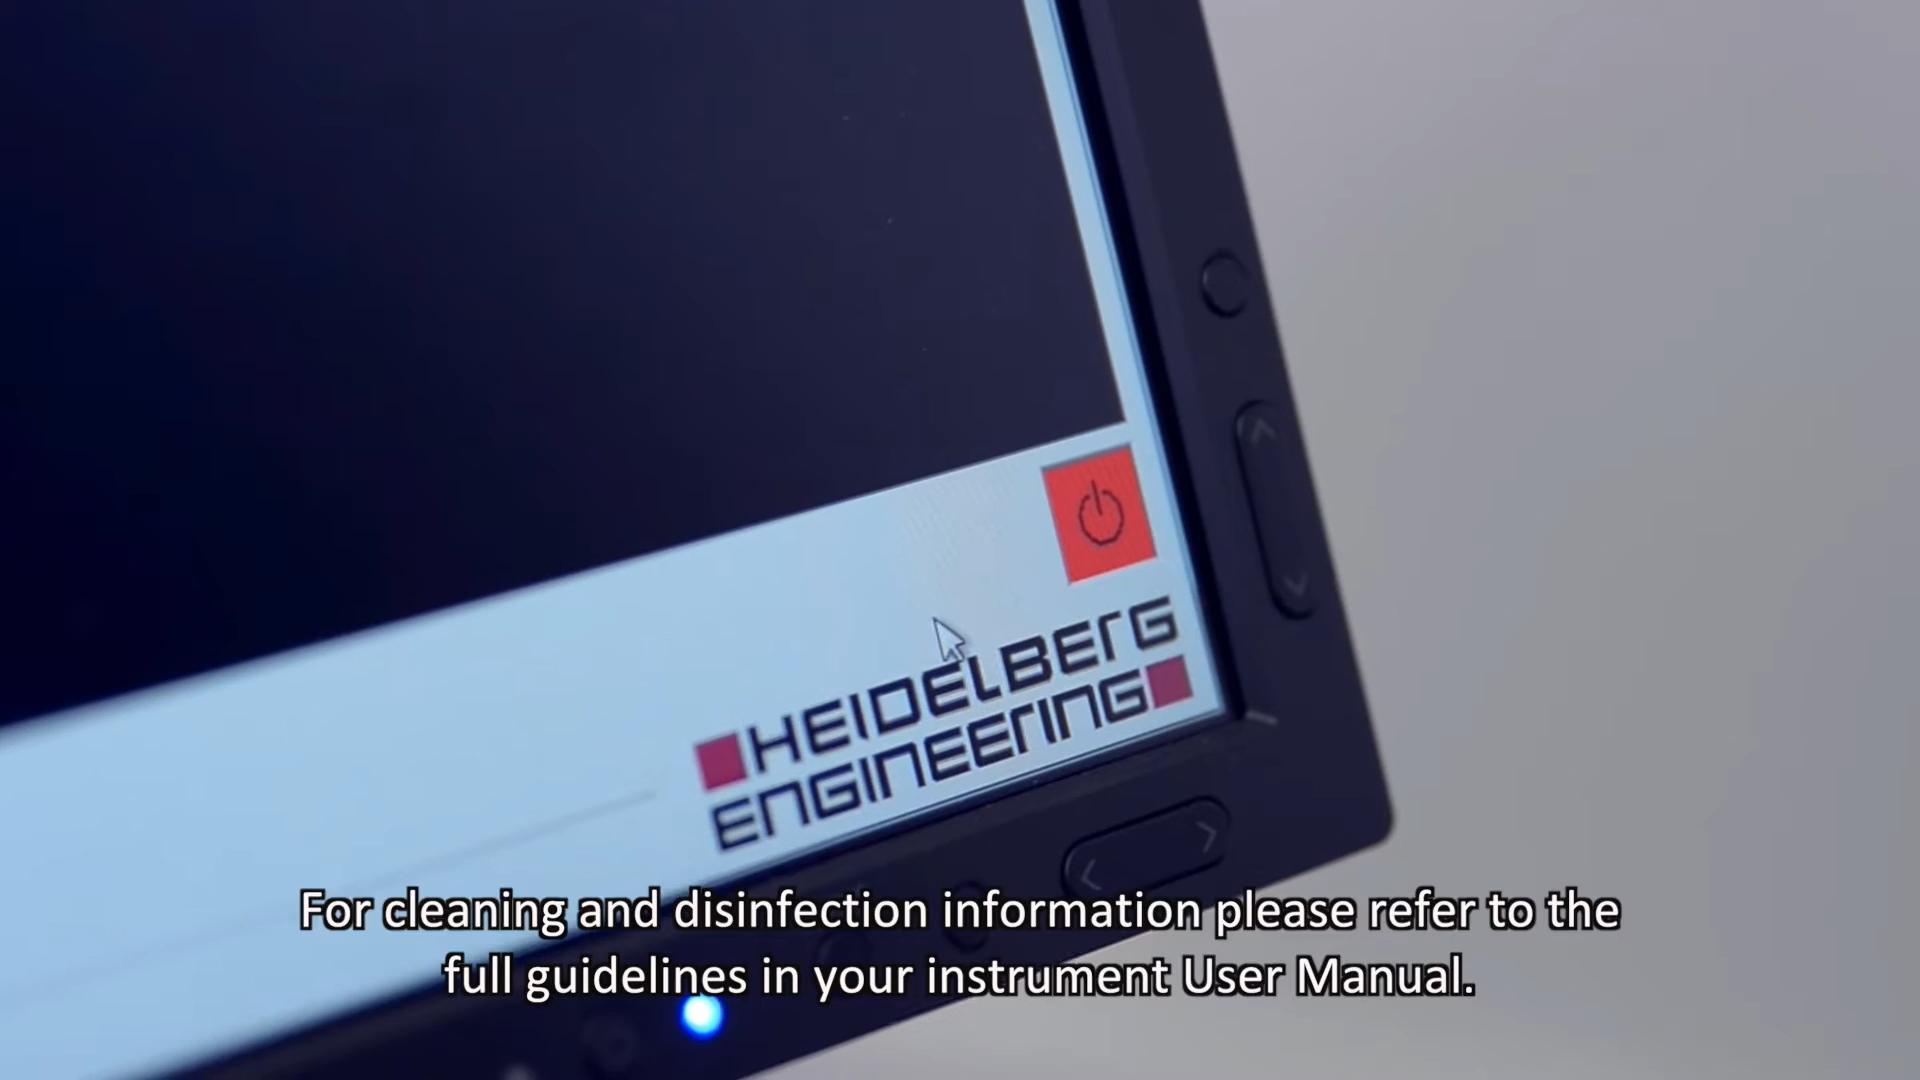 HEIDELBERG
ENGINEERING
For cleaning and disinfection information please refer to the
full guidelines in your instrument User Manual.